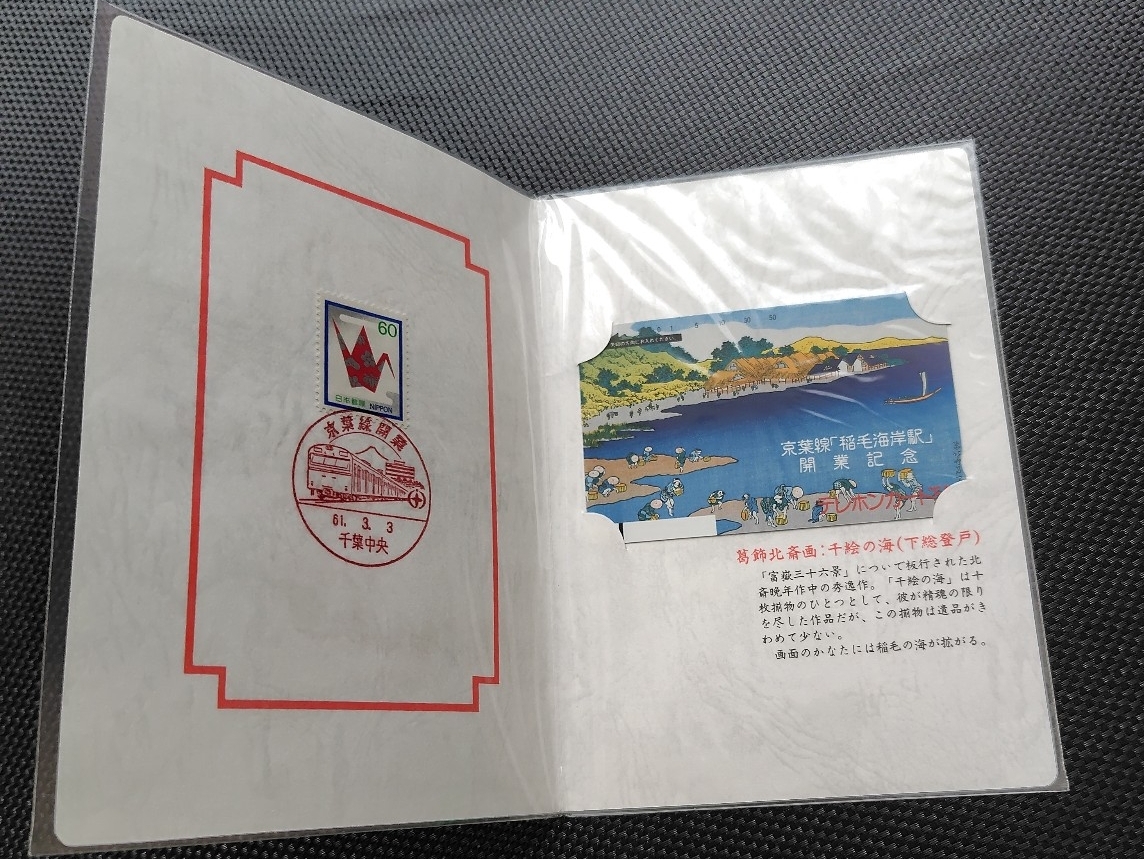 60
日本郵便 NIPPON
京葉線開業
61. 3. 3
千葉中央
0 1 5 10 30 50
京葉線「稲毛海岸駅」
開業記念
テレホンカード
葛飾北斎画:千絵の海(下総登戸)
「富嶽三十六景」について板行された北
斎晩年作中の秀逸作。「千絵の海」は十
枚揃物のひとつとして、彼が精魂の限り
を尽した作品だが、この揃物は遺品がき
わめて少ない。
画面のかなたには稲毛の海が拡がる。